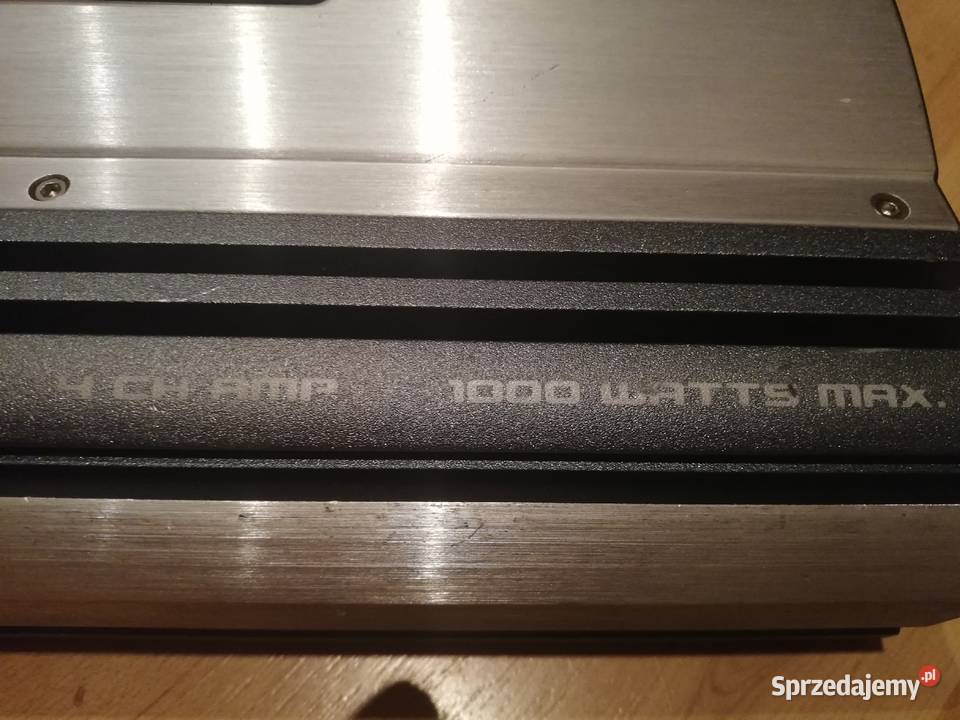 4 CH AMP 1000 WATTS MAX.
Sprzedajemy.pl